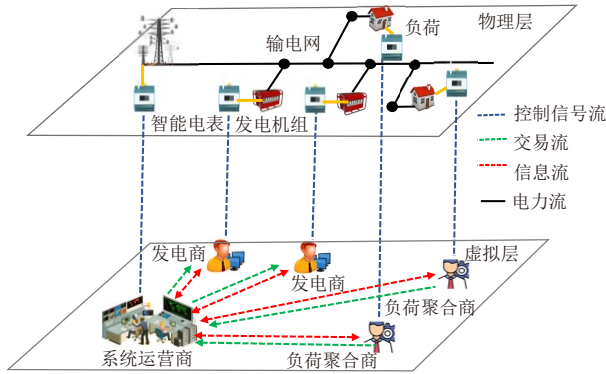 负荷
物理层
输电网
智能电表
发电机组
控制信号流
交易流
信息流
电力流
发电商
虚拟层
发电商
负荷聚合商
系统运营商
负荷聚合商